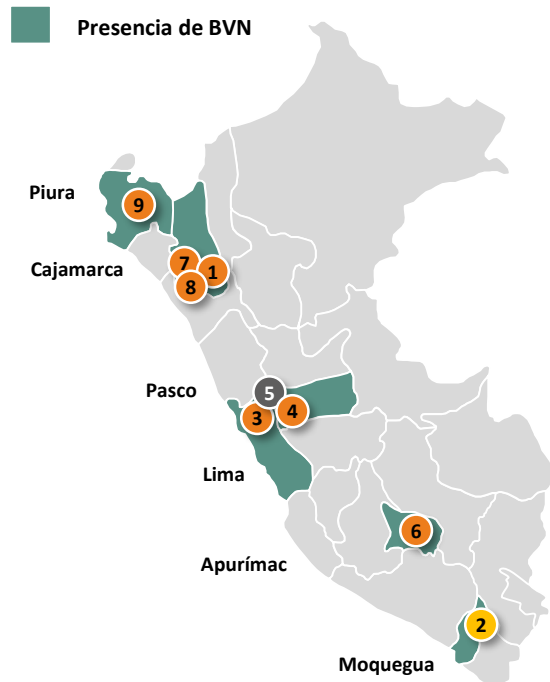 Presencia de BVN
Piura
9
Cajamarca
7
1
8
Pasco
5
3
4
Lima
6
Apurímac
2
Moquegua